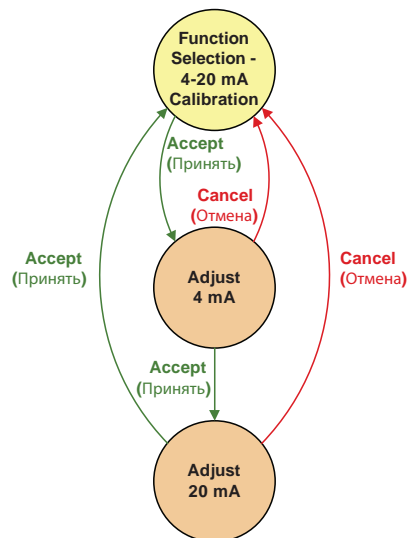 Function
Selection -
4-20 mA
Calibration
Accept
(Принять)
Cancel
(Отмена)
Accept
(Принять)
Cancel
(Отмена)
Adjust
4 mA
Accept
(Принять)
Adjust
20 mA